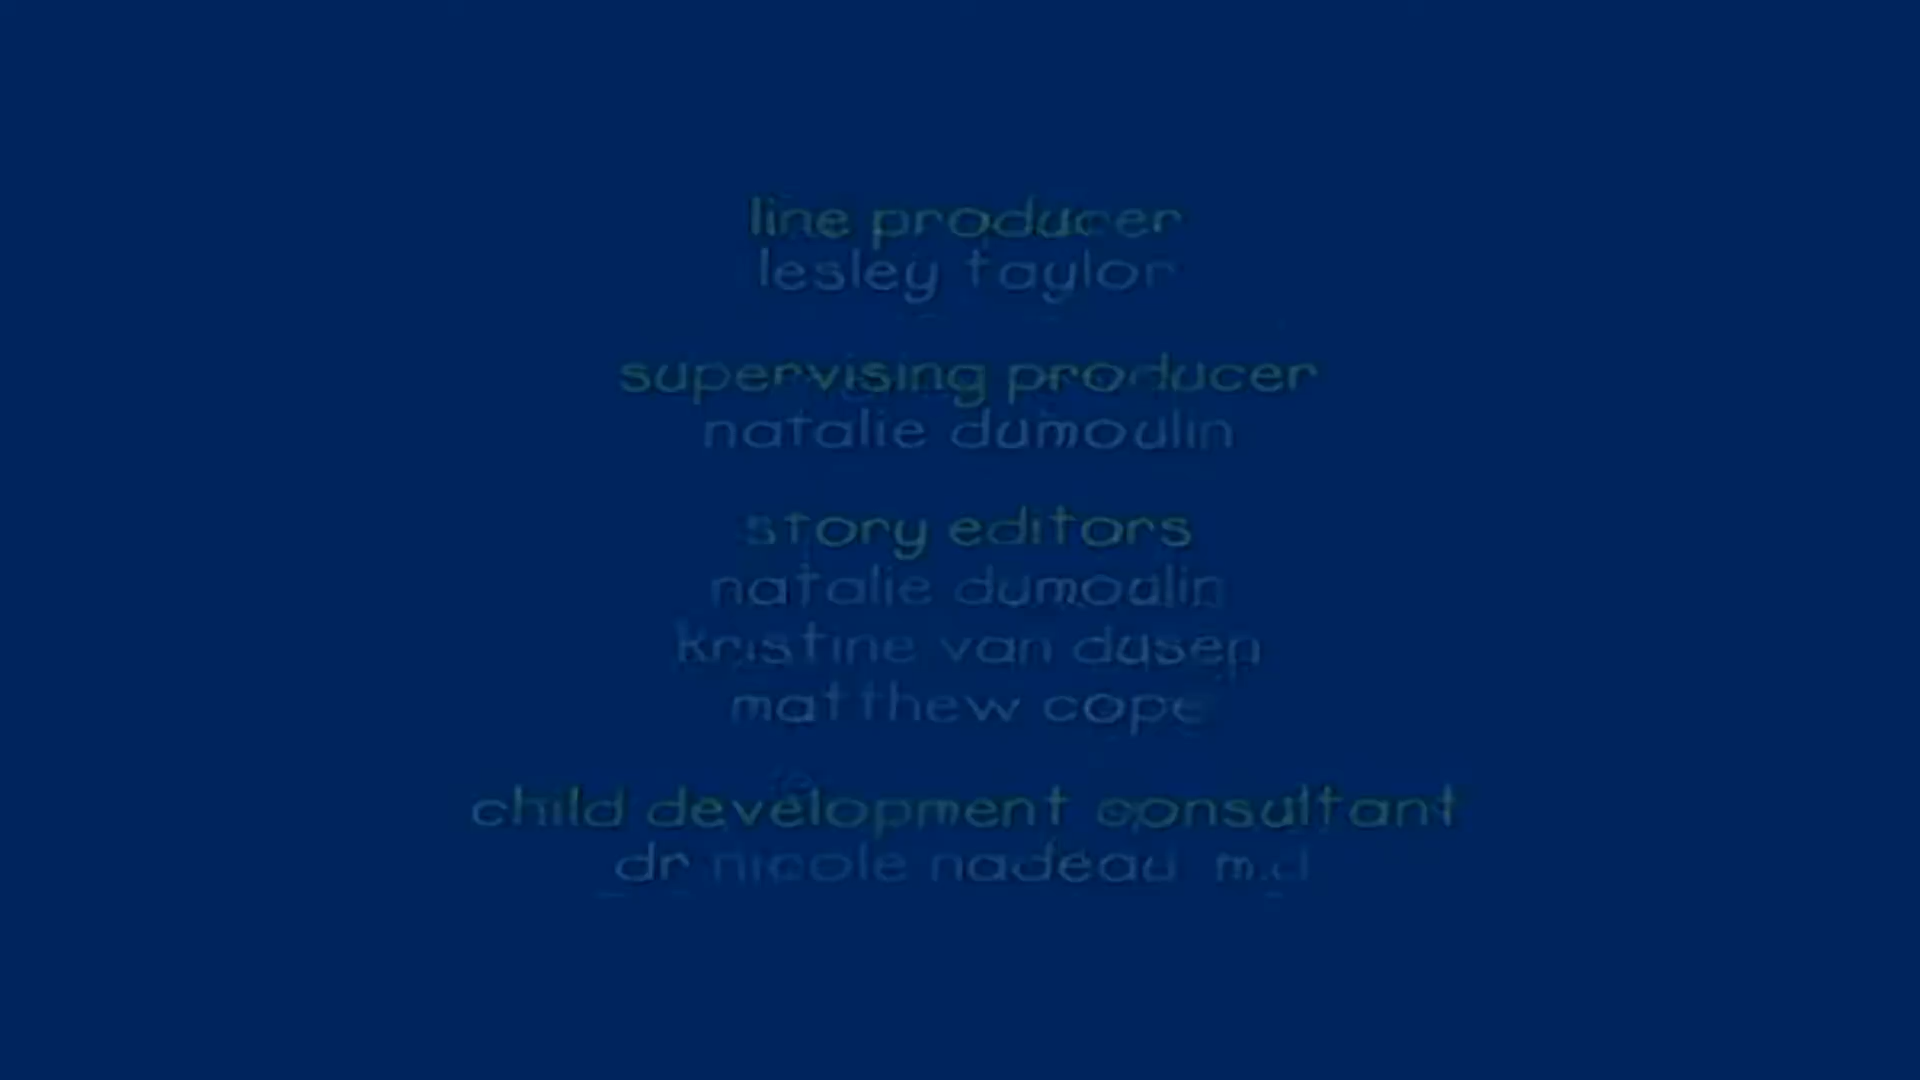 line producer
lesley taylor
supervising producer
natalie dumoulin
story editors
natalie dumoulin
kristine van dusen
matthew cope
child development consultant
dr nicole nadeau m.d